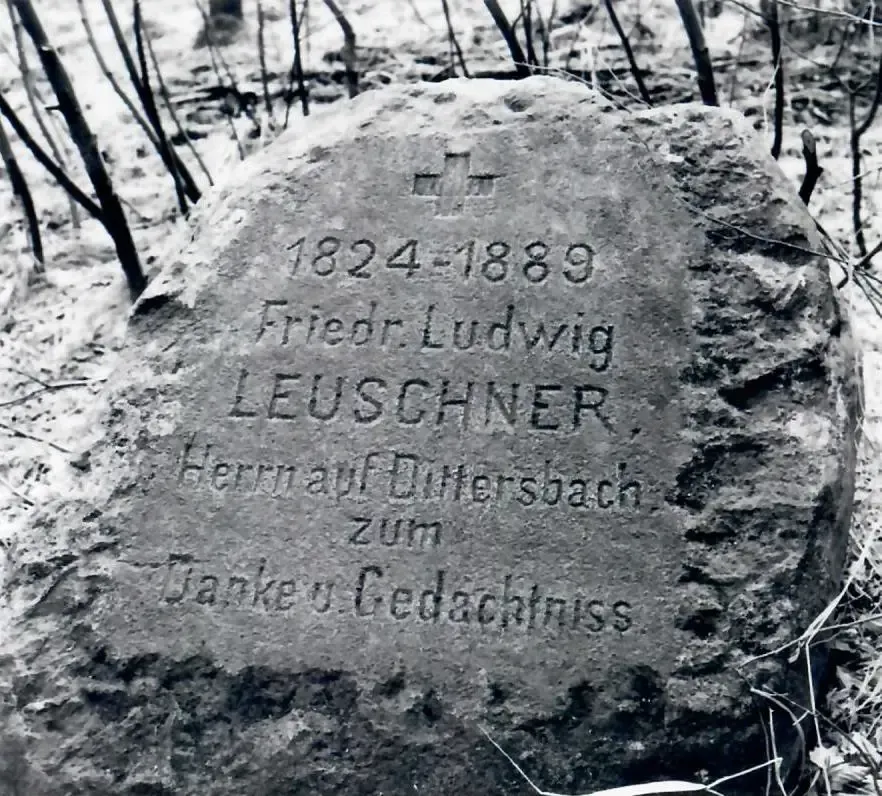 1824-1889
Friedr. Ludwig
LEUSCHNER,
Herrn auf Dittersbach
zum
Danke u. Gedächtniss